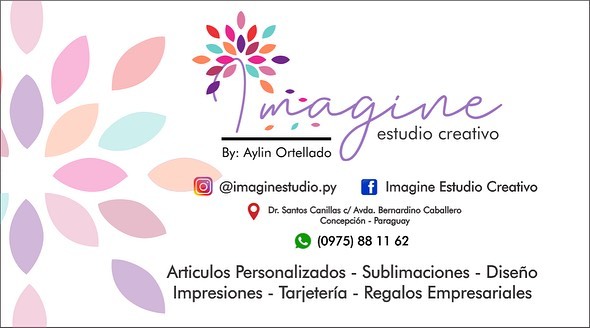 Imagine
estudio creativo
By: Aylin Ortellado
@imaginestudio.py
Imagine Estudio Creativo
Dr. Santos Canillas c/ Avda. Bernardino Caballero
Concepción - Paraguay
(0975) 88 11 62
Articulos Personalizados - Sublimaciones - Diseño
Impresiones - Tarjetería - Regalos Empresariales